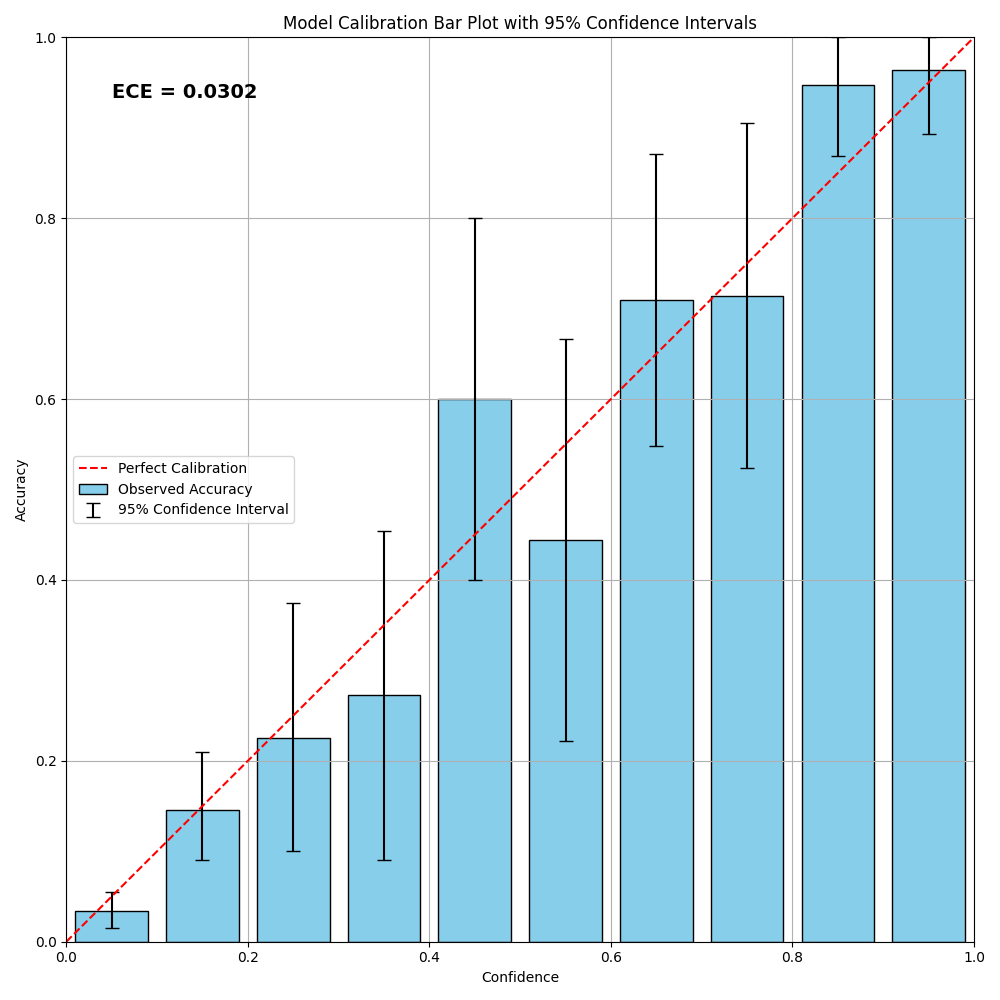 Model Calibration Bar Plot with 95% Confidence Intervals
1.0
ECE = 0.0302
0.8
0.6
Accuracy
Perfect Calibration
Observed Accuracy
95% Confidence Interval
0.4
0.2
0.0
0.0 0.2 0.4 0.6 0.8 1.0
Confidence